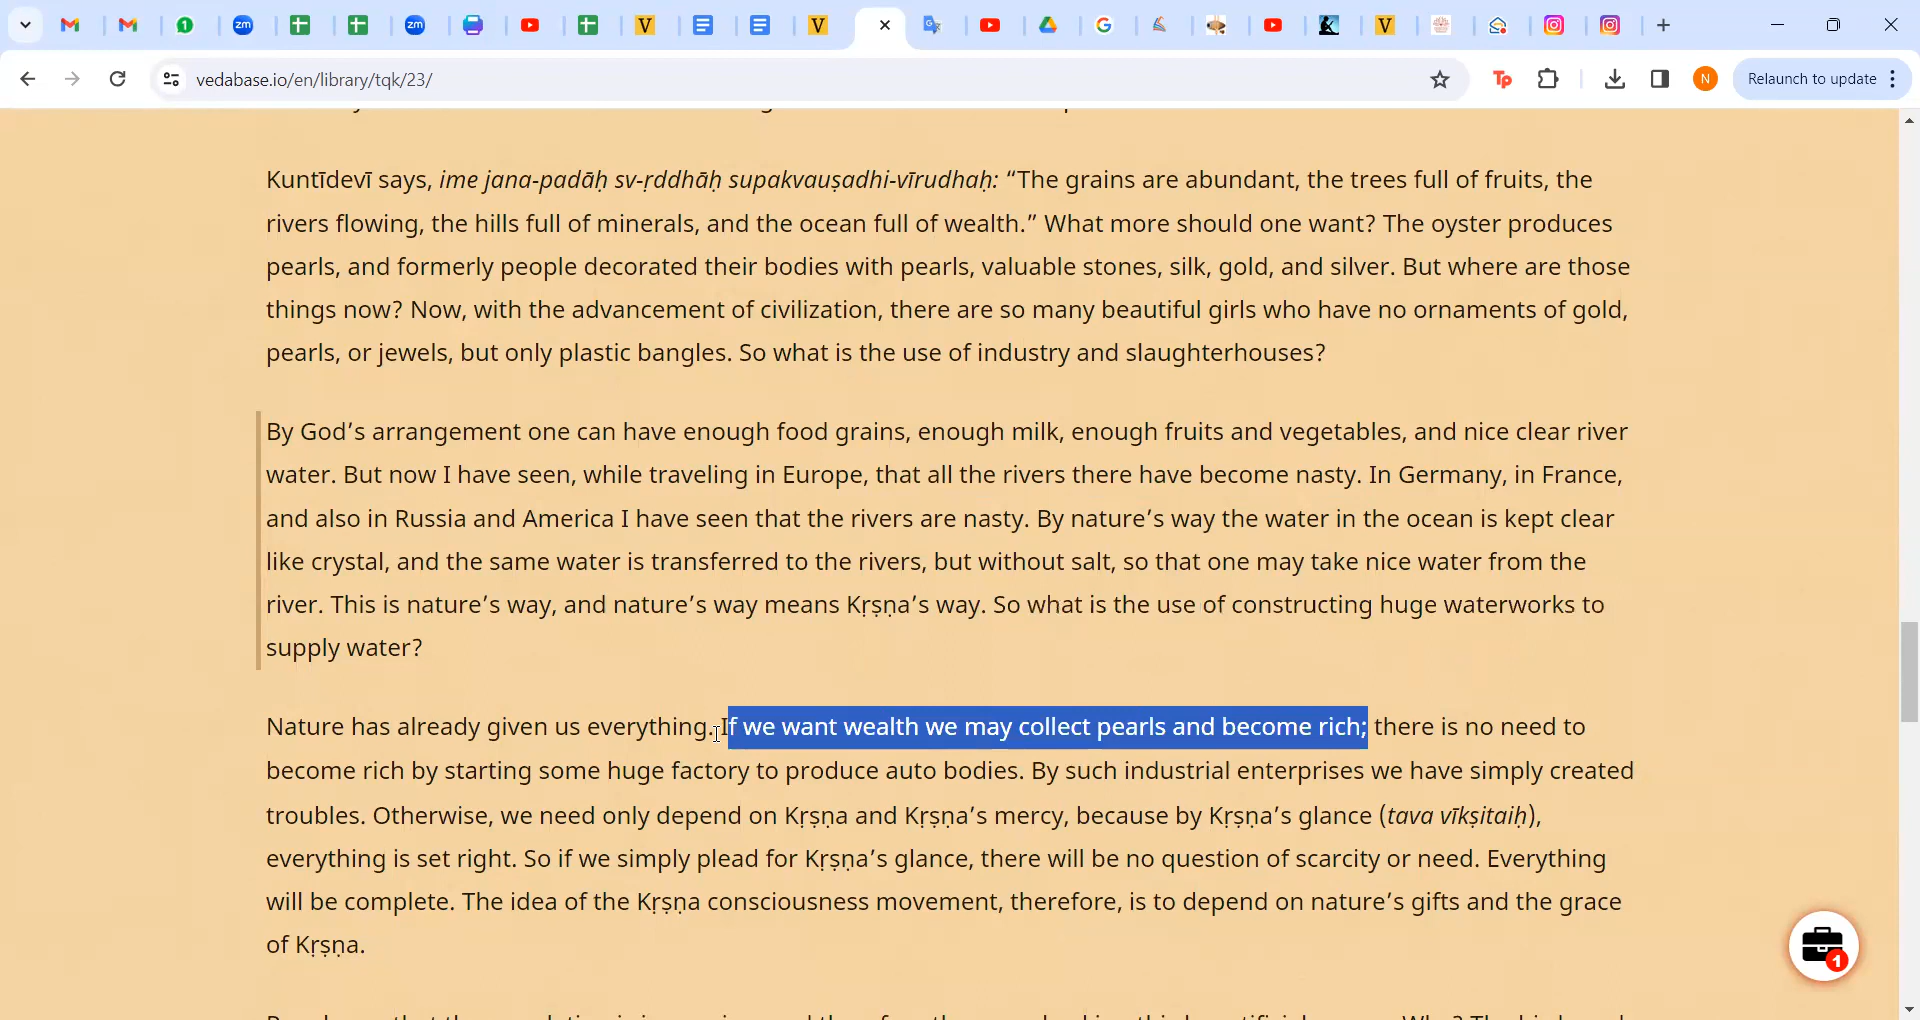 vedabase.io/en/library/tqk/23/
Relaunch to update
Kuntīdevī says, ime jana-padāḥ sv-ṛddhāḥ supakvauṣadhi-vīrudhaḥ: “The grains are abundant, the trees full of fruits, the
rivers flowing, the hills full of minerals, and the ocean full of wealth.” What more should one want? The oyster produces
pearls, and formerly people decorated their bodies with pearls, valuable stones, silk, gold, and silver. But where are those
things now? Now, with the advancement of civilization, there are so many beautiful girls who have no ornaments of gold,
pearls, or jewels, but only plastic bangles. So what is the use of industry and slaughterhouses?
By God’s arrangement one can have enough food grains, enough milk, enough fruits and vegetables, and nice clear river
water. But now I have seen, while traveling in Europe, that all the rivers there have become nasty. In Germany, in France,
and also in Russia and America I have seen that the rivers are nasty. By nature’s way the water in the ocean is kept clear
like crystal, and the same water is transferred to the rivers, but without salt, so that one may take nice water from the
river. This is nature’s way, and nature’s way means Kṛṣṇa’s way. So what is the use of constructing huge waterworks to
supply water?
Nature has already given us everything. If we want wealth we may collect pearls and become rich; there is no need to
become rich by starting some huge factory to produce auto bodies. By such industrial enterprises we have simply created
troubles. Otherwise, we need only depend on Kṛṣṇa and Kṛṣṇa’s mercy, because by Kṛṣṇa’s glance (tava vīkṣitaiḥ),
everything is set right. So if we simply plead for Kṛṣṇa’s glance, there will be no question of scarcity or need. Everything
will be complete. The idea of the Kṛṣṇa consciousness movement, therefore, is to depend on nature’s gifts and the grace
of Kṛṣṇa.
1